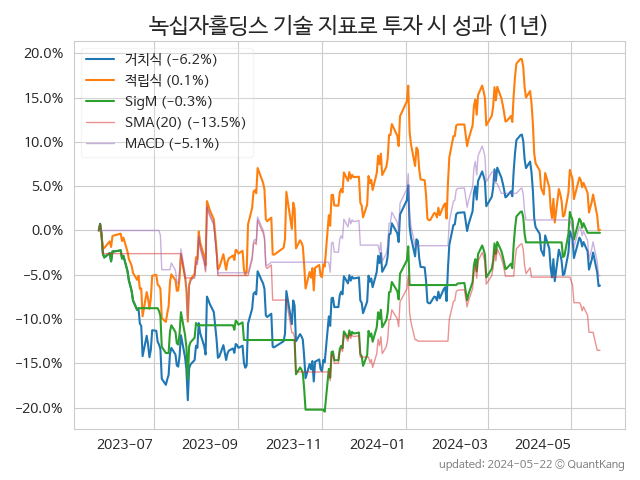 녹십자홀딩스 기술 지표로 투자 시 성과 (1년)
거치식 (−6.2%)
적립식 (0.1%)
SigM (−0.3%)
SMA(20) (−13.5%)
MACD (−5.1%)
20.0%
15.0%
10.0%
5.0%
0.0%
−5.0%
−10.0%
−15.0%
−20.0%
2023-07 2023-09 2023-11 2024-01 2024-03 2024-05
updated: 2024-05-22 © QuantKang